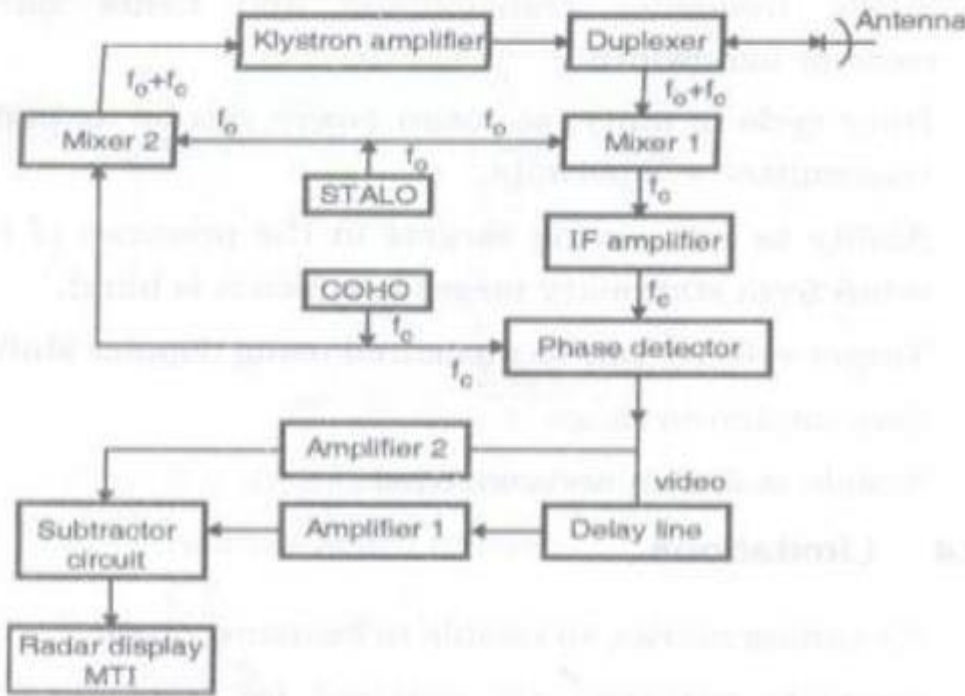 Antenna
Klystron amplifier
Duplexer
fo+fc
fo+fc
Mixer 2
fo
fo
Mixer 1
fo
STALO
fc
IF amplifier
COHO
fc
fc
Phase detector
fc
Amplifier 2
video
Subtractor
circuit
Amplifier 1
Delay line
Limitations
Radar display
MTI